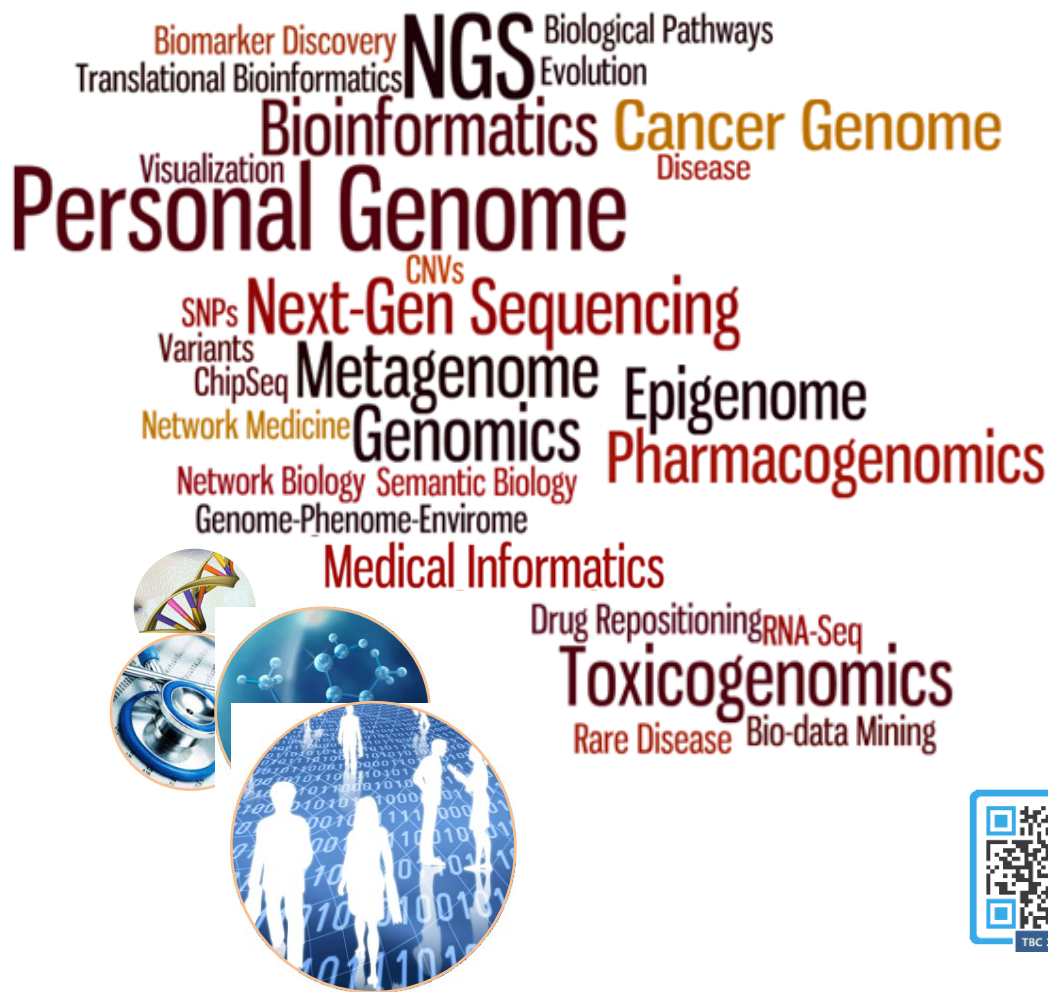 Biomarker Discovery NGS Biological Pathways
Translational Bioinformatics Evolution
Bioinformatics Cancer Genome
Visualization Disease
Personal Genome
CNVs
SNPs Next-Gen Sequencing
Variants
ChipSeq Metagenome Epigenome
Network Medicine Genomics
Pharmacogenomics
Network Biology Semantic Biology
Genome-Phenome-Envirome
Medical Informatics
Drug Repositioning RNA-Seq
Toxicogenomics
Rare Disease Bio-data Mining
TBC